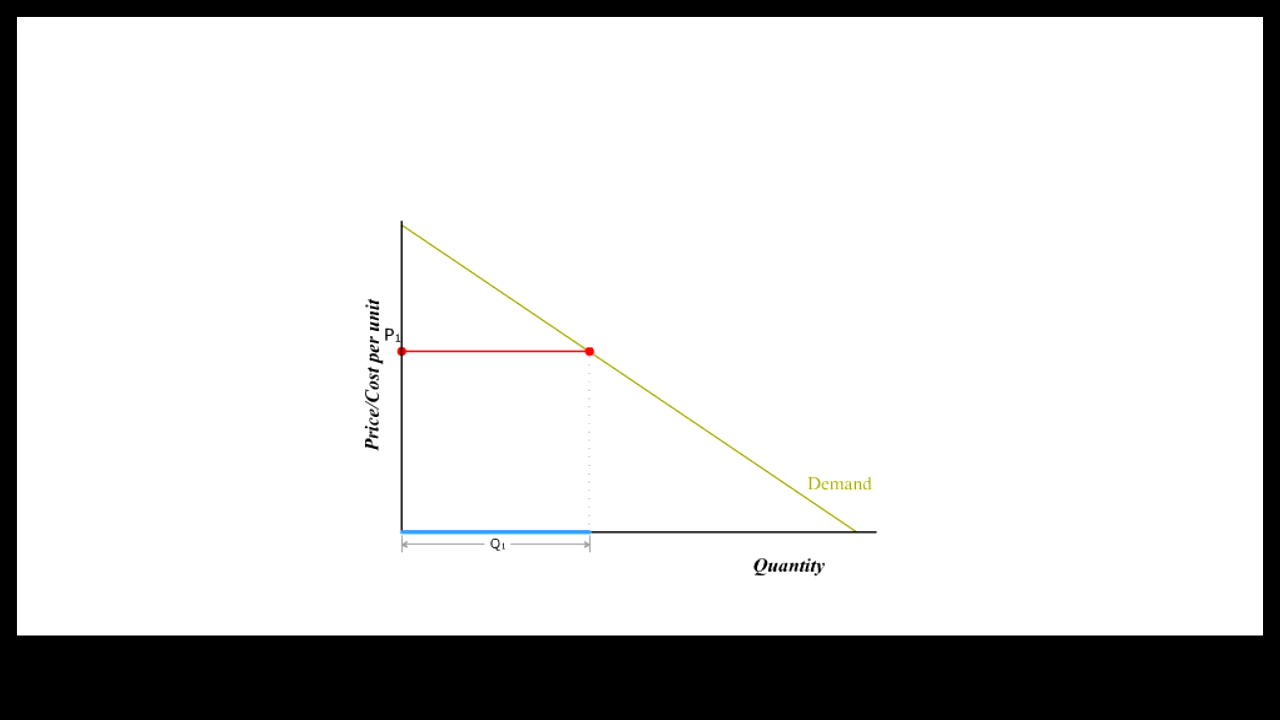 Price/Cost per unit
P₁
Demand
Q₁
Quantity